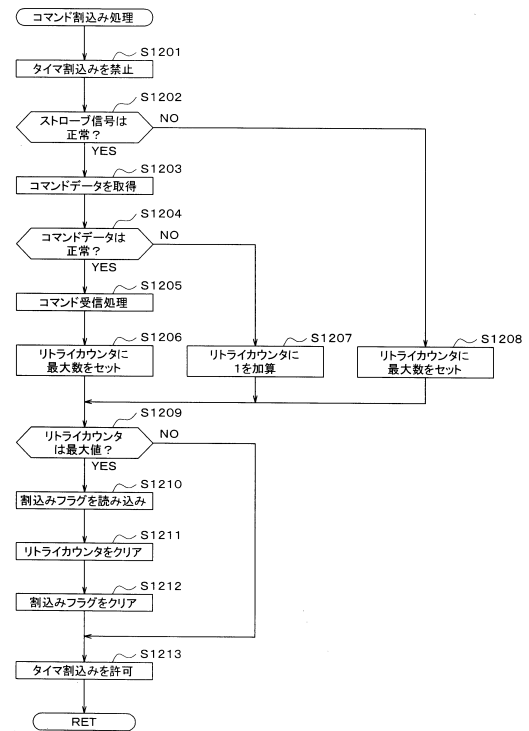 コマンド割込み処理
S1201
タイマ割込みを禁止
S1202
ストローブ信号は
正常?
NO
YES
S1203
コマンドデータを取得
S1204
コマンドデータは
正常?
NO
YES
S1205
コマンド受信処理
S1206
リトライカウンタに
最大数をセット
S1207
リトライカウンタに
1を加算
S1208
リトライカウンタに
最大数をセット
S1209
リトライカウンタ
は最大値?
NO
YES
S1210
割込みフラグを読み込み
S1211
リトライカウンタをクリア
S1212
割込みフラグをクリア
S1213
タイマ割込みを許可
RET